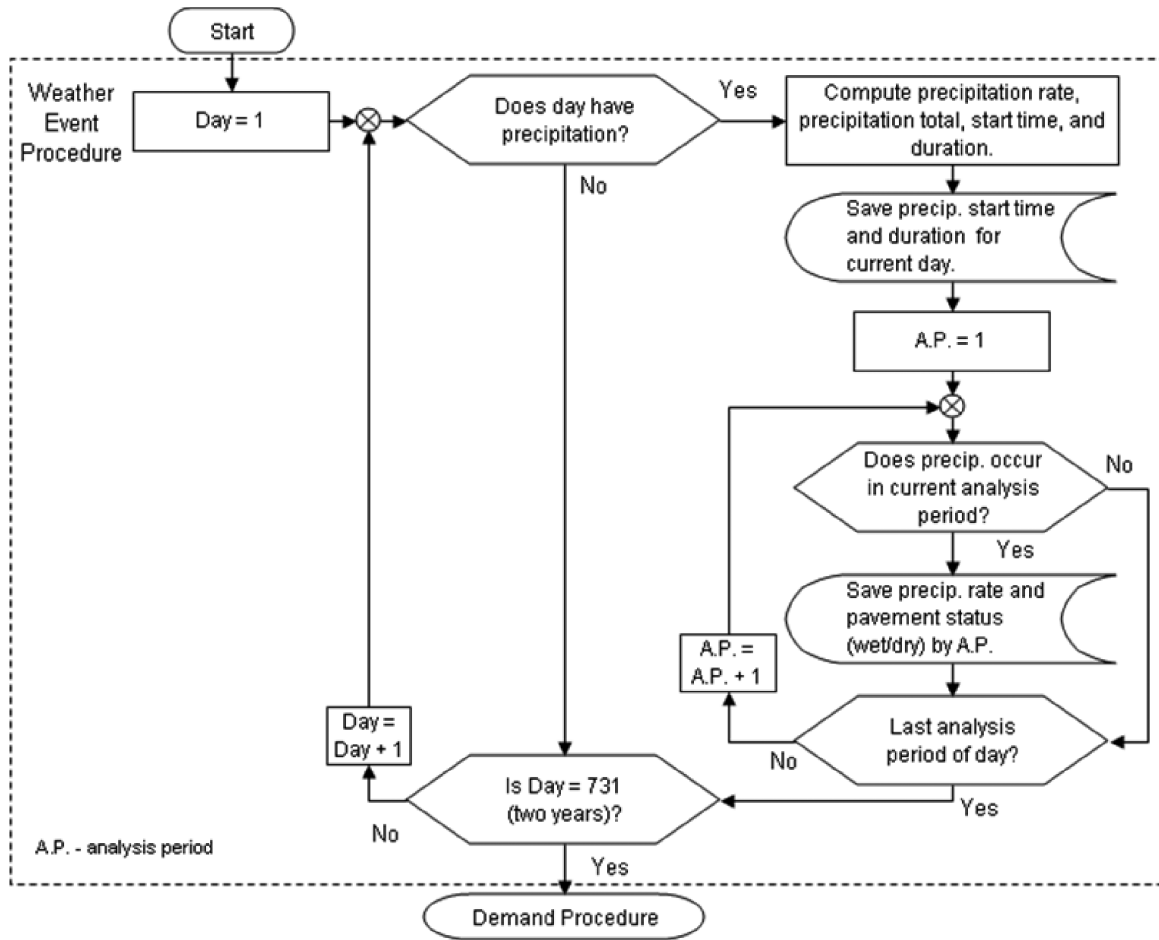 Start
Weather
Event
Procedure
Day = 1
Does day have
precipitation?
Yes
No
Compute precipitation rate,
precipitation total, start time, and
duration.
Save precip. start time
and duration for
current day.
A.P. = 1
Does precip. occur
in current analysis
period?
No
Yes
Save precip. rate and
pavement status
(wet/dry) by A.P.
A.P. =
A.P. + 1
Last analysis
period of day?
No
Yes
Day =
Day + 1
Is Day = 731
(two years)?
No
Yes
A.P. - analysis period
Demand Procedure